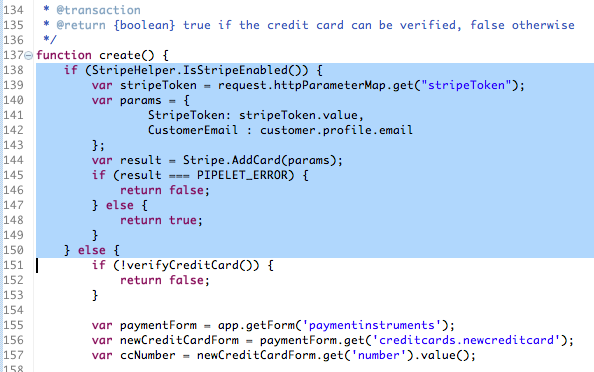 134 * @transaction
135 * @return {boolean} true if the credit card can be verified, false otherwise
136 */
137 function create() {
138 if (StripeHelper.IsStripeEnabled()) {
139 var stripeToken = request.httpParameterMap.get("stripeToken");
140 var params = {
141 StripeToken: stripeToken.value,
142 CustomerEmail : customer.profile.email
143 };
144 var result = Stripe.AddCard(params);
145 if (result === PIPELET_ERROR) {
146 return false;
147 } else {
148 return true;
149 }
150 } else {
151 if (!verifyCreditCard()) {
152 return false;
153 }
154
155 var paymentForm = app.getForm('paymentinstruments');
156 var newCreditCardForm = paymentForm.get('creditcards.newcreditcard');
157 var ccNumber = newCreditCardForm.get('number').value();
158